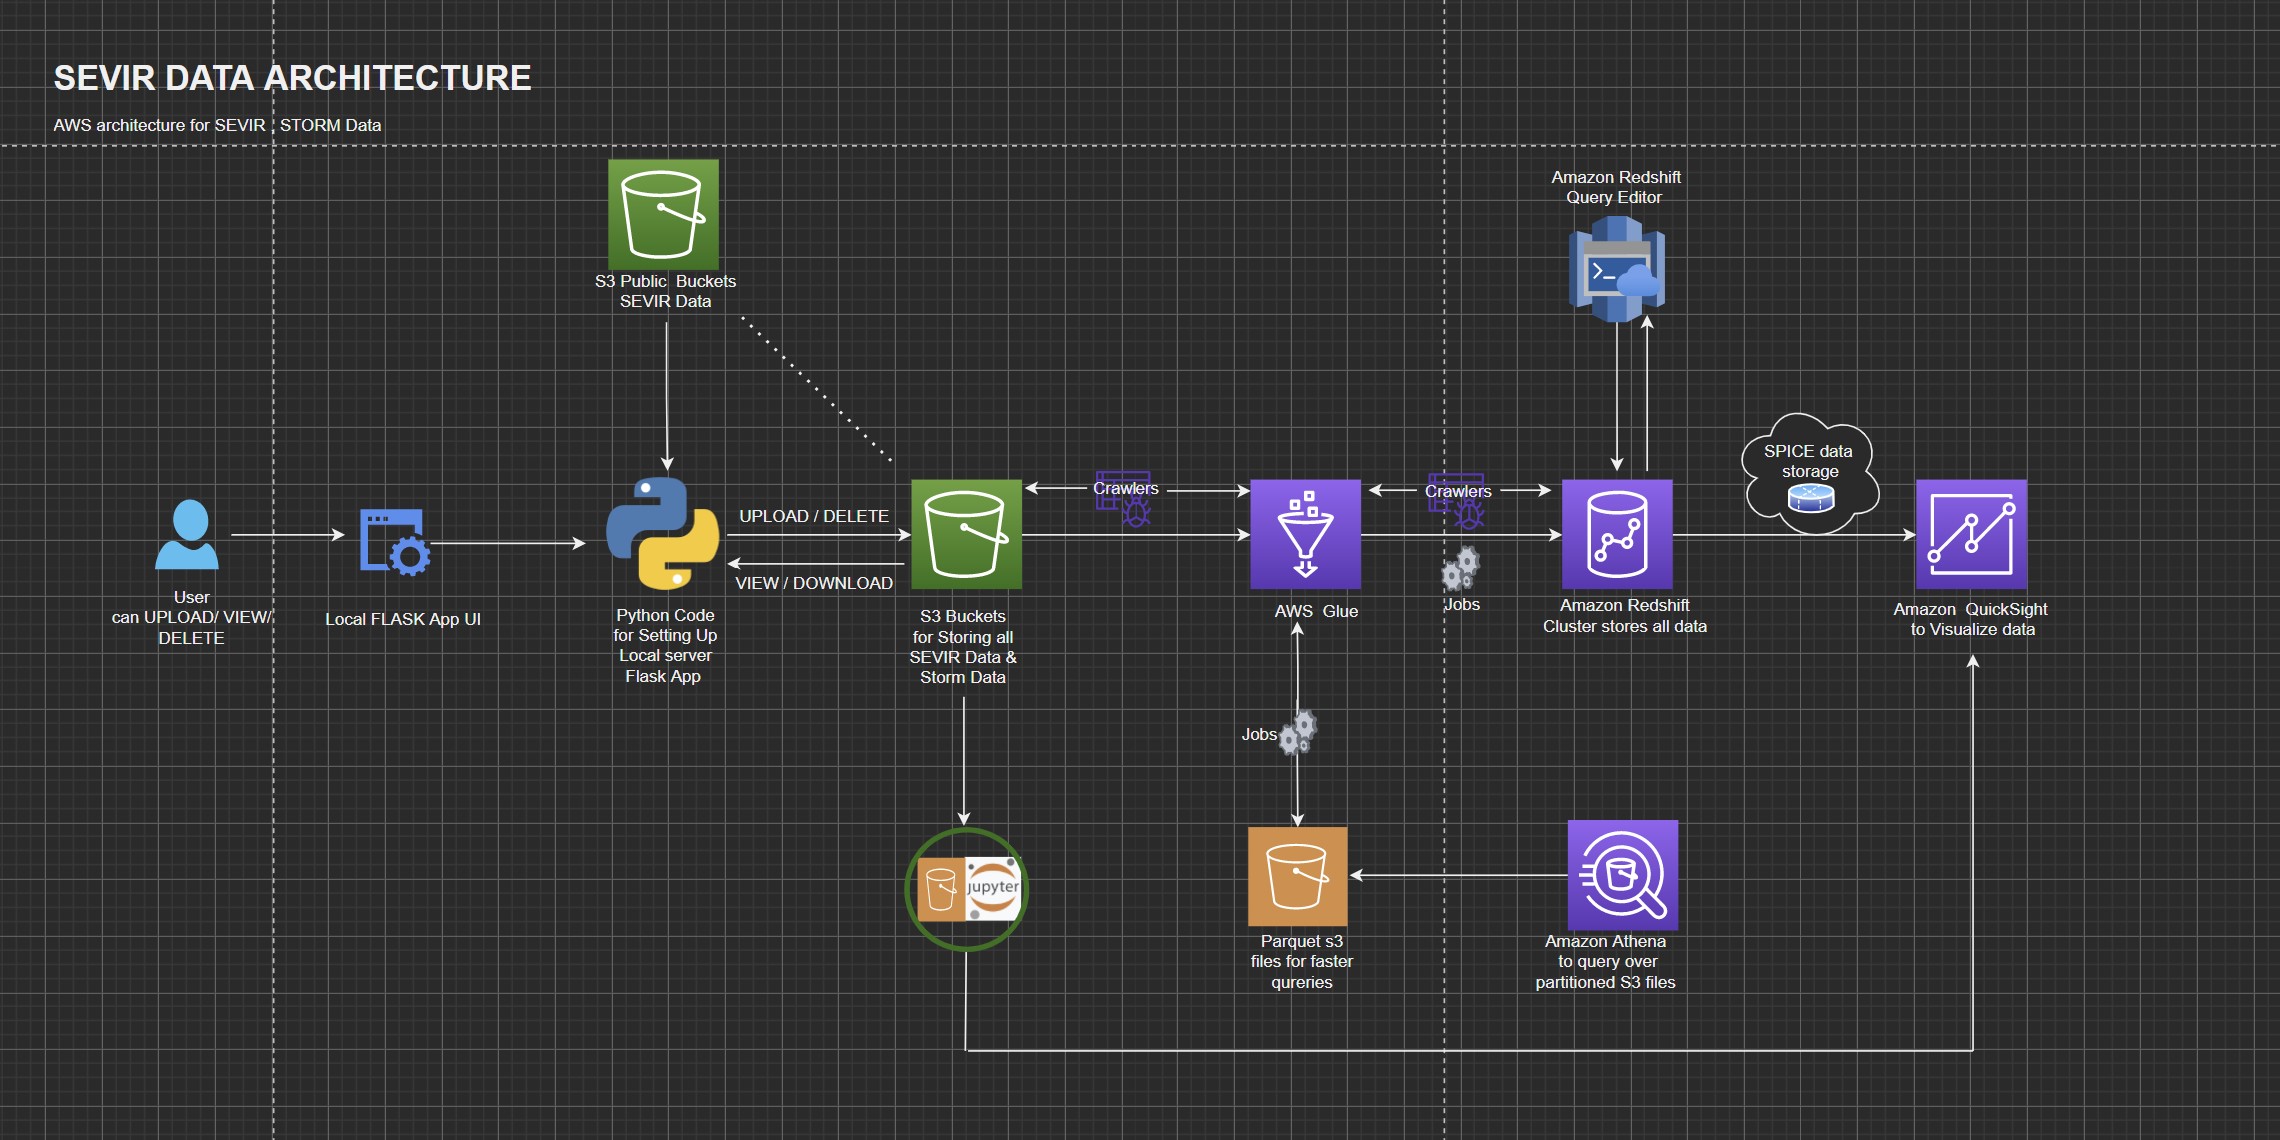 SEVIR DATA ARCHITECTURE
AWS architecture for SEVIR , STORM Data
S3 Public Buckets
SEVIR Data
Amazon Redshift
Query Editor
SPICE data
storage
User
can UPLOAD/ VIEW/
DELETE
Local FLASK App UI
Python Code
for Setting Up
Local server
Flask App
UPLOAD / DELETE
VIEW / DOWNLOAD
S3 Buckets
for Storing all
SEVIR Data &
Storm Data
Crawlers
AWS Glue
Crawlers
Jobs
Amazon Redshift
Cluster stores all data
Amazon QuickSight
to Visualize data
Jobs
jupyter
Parquet s3
files for faster
qureries
Amazon Athena
to query over
partitioned S3 files